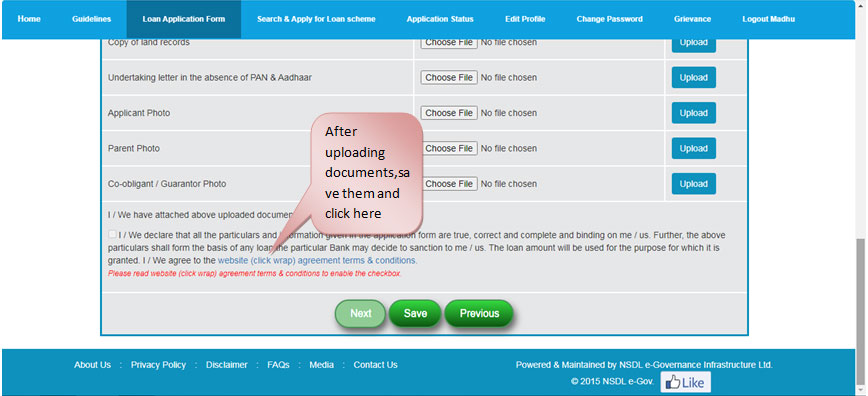 Home Guidelines Loan Application Form Search & Apply for Loan scheme Application Status Edit Profile Change Password Grievance Logout Madhu
Copy of land records Choose File No file chosen Upload
Undertaking letter in the absence of PAN & Aadhaar Choose File No file chosen Upload
Applicant Photo Choose File No file chosen Upload
Parent Photo Choose File No file chosen Upload
Co-obligant / Guarantor Photo Choose File No file chosen Upload
After
uploading
documents,sa
ve them and
click here
I / We have attached above uploaded documen
I / We declare that all the particulars and information given in the application form are true, correct and complete and binding on me / us. Further, the above
particulars shall form the basis of any loan the particular Bank may decide to sanction to me / us. The loan amount will be used for the purpose for which it is
granted. I / We agree to the website (click wrap) agreement terms & conditions.
Please read website (click wrap) agreement terms & conditions to enable the checkbox.
Next Save Previous
About Us : Privacy Policy : Disclaimer : FAQs : Media : Contact Us
Powered & Maintained by NSDL e-Governance Infrastructure Ltd.
© 2015 NSDL e-Gov. Like